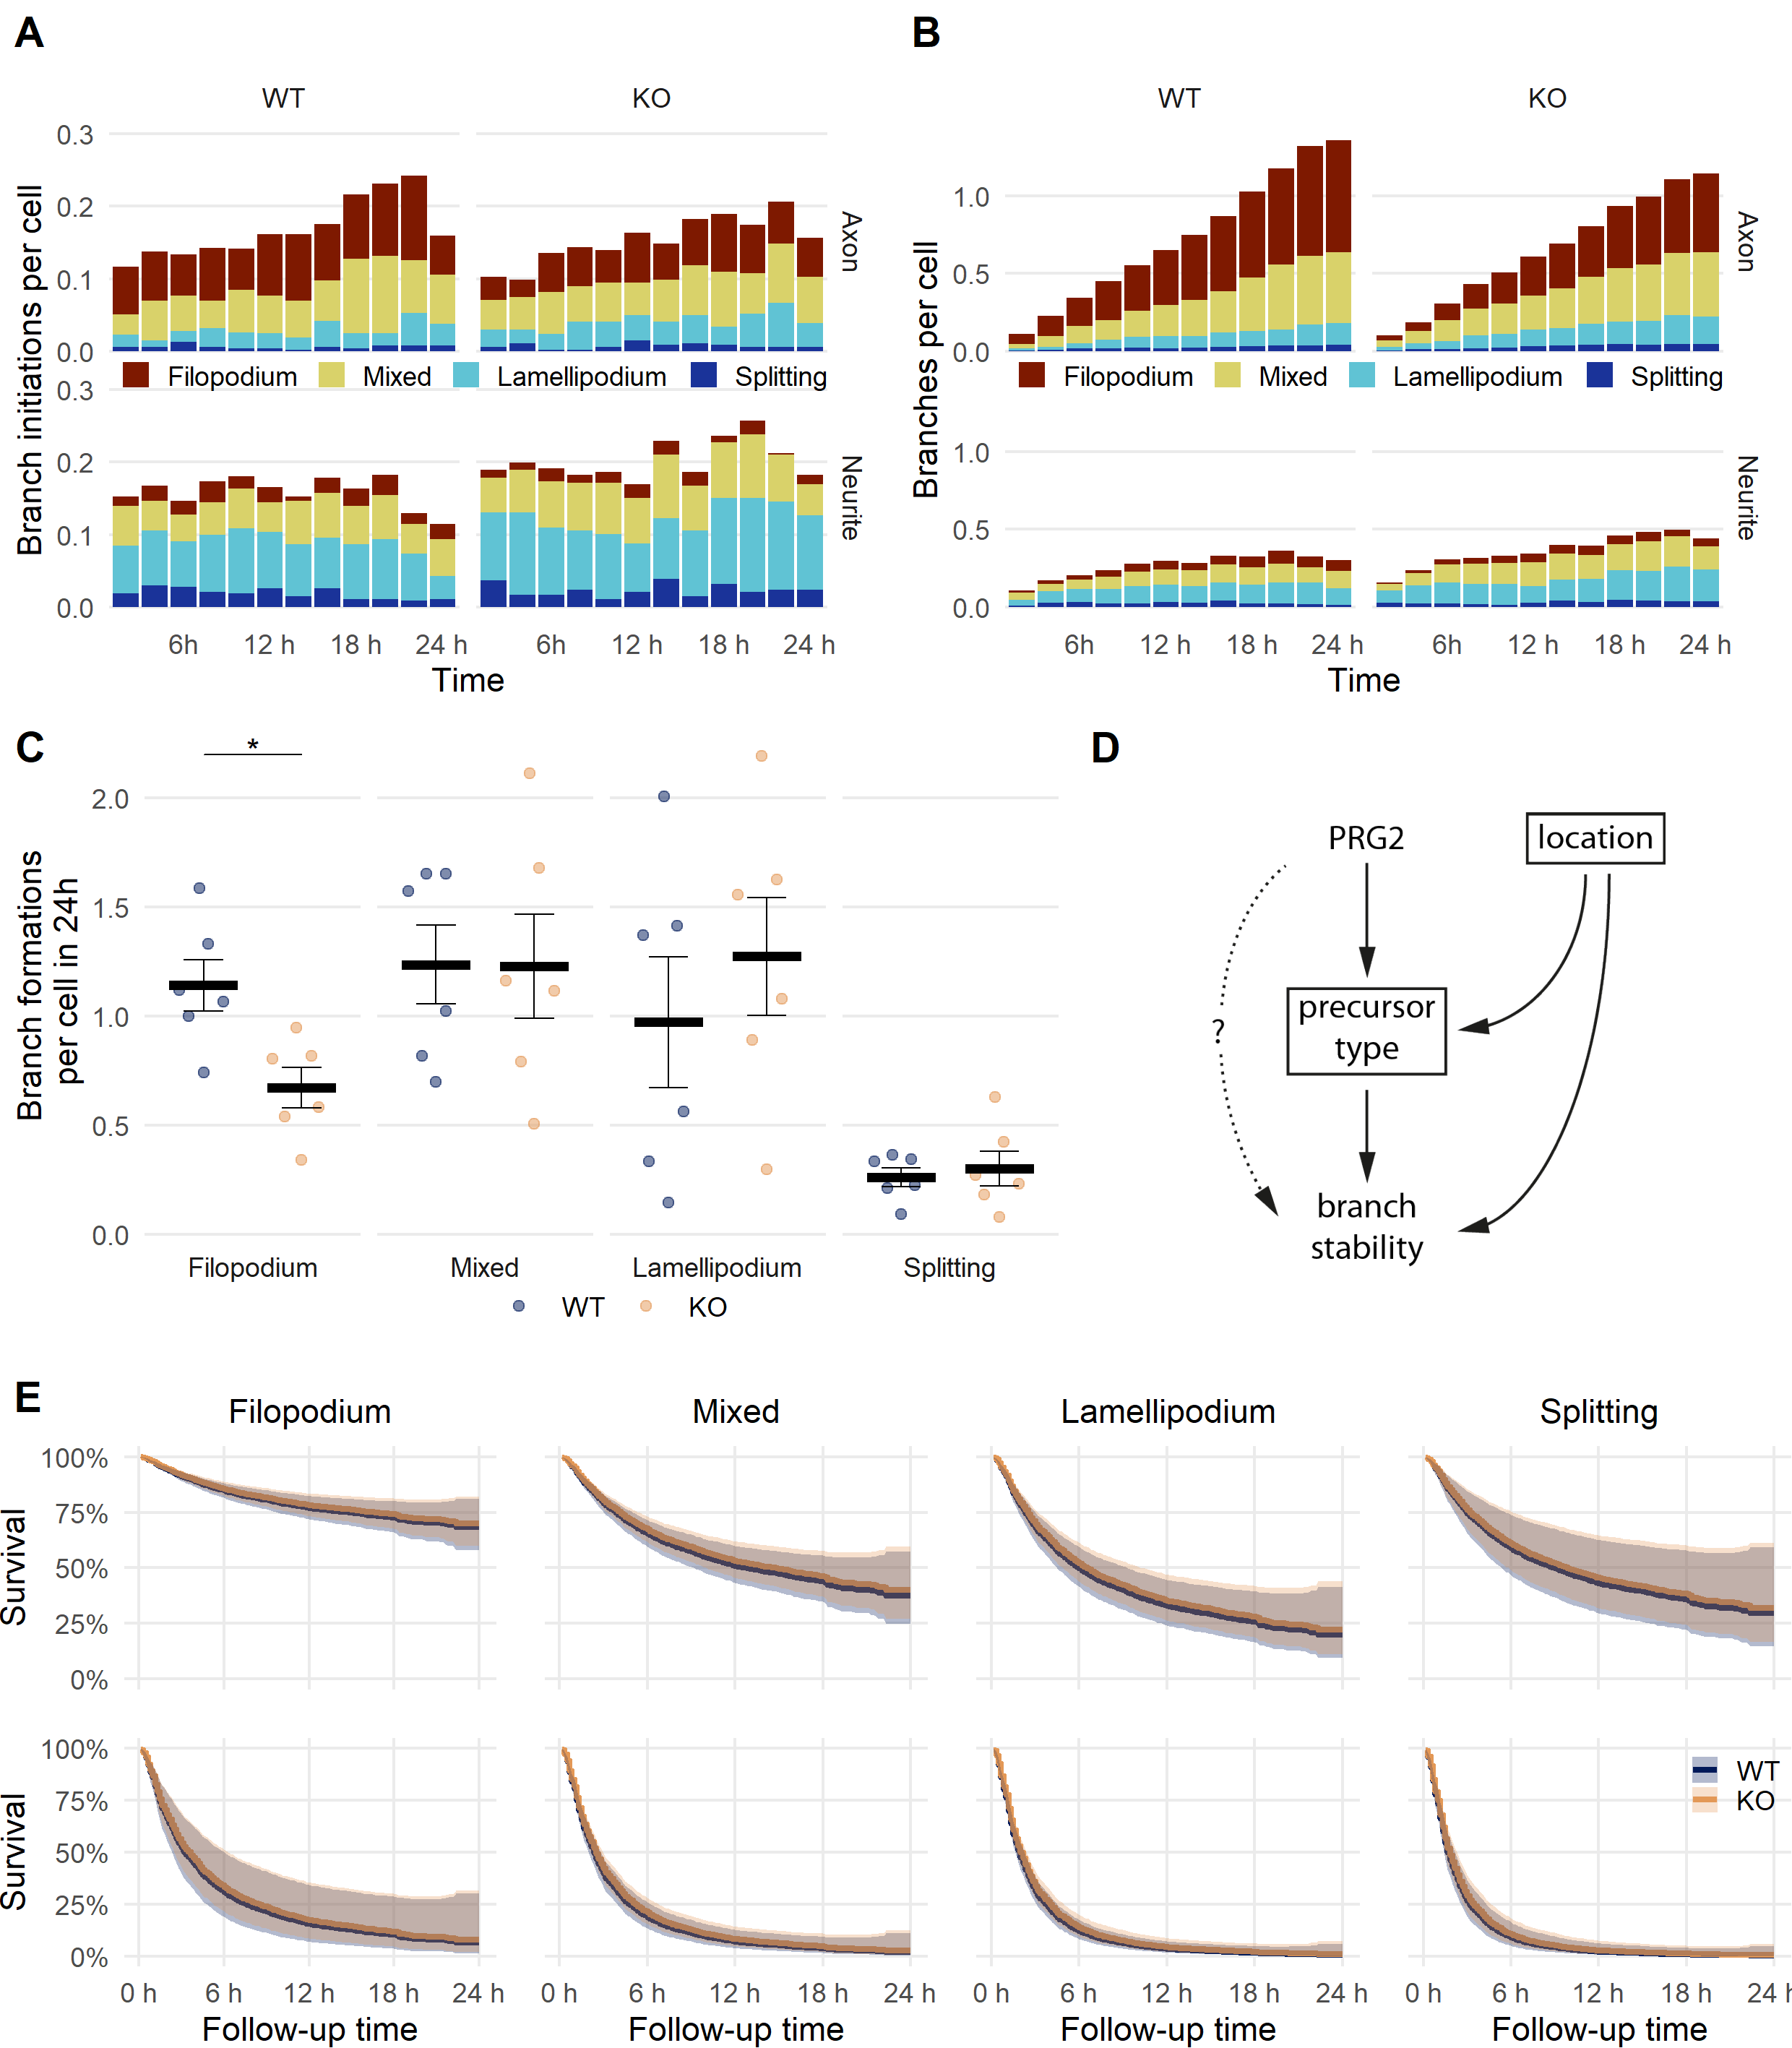 A
WT KO
Branch initiations per cell
0.3
0.2
0.1
0.0
Axon
Filopodium Mixed Lamellipodium Splitting
0.3
0.2
0.1
0.0
Neurite
6h 12 h 18 h 24 h 6h 12 h 18 h 24 h
Time
B
WT KO
Branches per cell
1.0
0.5
0.0
Axon
Filopodium Mixed Lamellipodium Splitting
1.0
0.5
0.0
Neurite
6h 12 h 18 h 24 h 6h 12 h 18 h 24 h
Time
C
*
Branch formations
per cell in 24h
2.0
1.5
1.0
0.5
0.0
Filopodium Mixed Lamellipodium Splitting
WT KO
D
PRG2 location
precursor
type
?
branch
stability
E
Filopodium Mixed Lamellipodium Splitting
Survival
100%
75%
50%
25%
0%
Survival
100%
75%
50%
25%
0%
WT
KO
0 h 6 h 12 h 18 h 24 h 0 h 6 h 12 h 18 h 24 h 0 h 6 h 12 h 18 h 24 h 0 h 6 h 12 h 18 h 24 h
Follow-up time Follow-up time Follow-up time Follow-up time